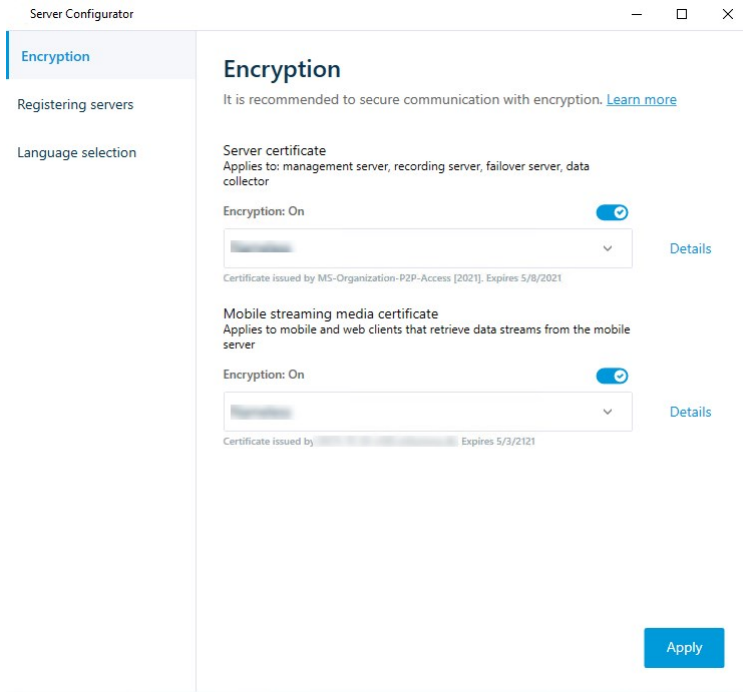 Server Configurator
Encryption
Registering servers
Language selection
Encryption
It is recommended to secure communication with encryption. Learn more
Server certificate
Applies to: management server, recording server, failover server, data
collector
Encryption: On
Details
Certificate issued by MS-Organization-P2P-Access [2021]. Expires 5/8/2021
Mobile streaming media certificate
Applies to mobile and web clients that retrieve data streams from the mobile
server
Encryption: On
Details
Certificate issued by Expires 5/3/2121
Apply